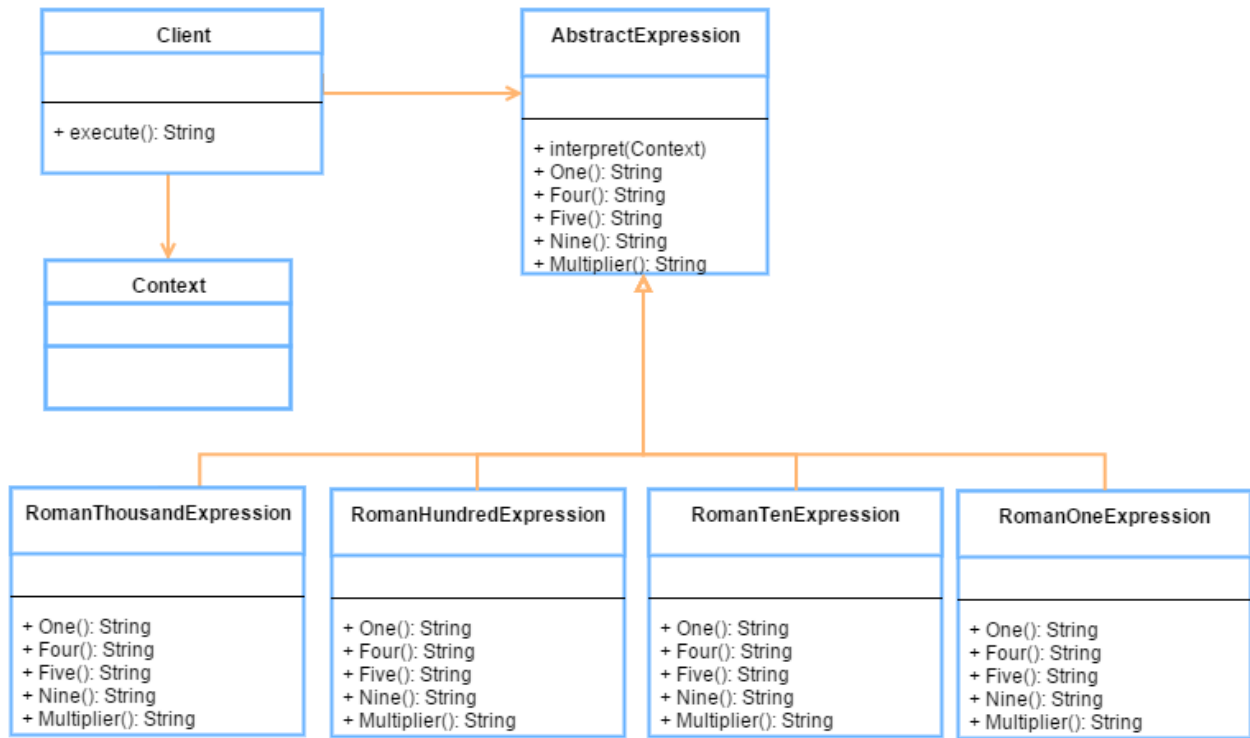 Client
+ execute(): String
AbstractExpression
+ interpret(Context)
+ One(): String
+ Four(): String
+ Five(): String
+ Nine(): String
+ Multiplier(): String
Context
RomanThousandExpression
+ One(): String
+ Four(): String
+ Five(): String
+ Nine(): String
+ Multiplier(): String
RomanHundredExpression
+ One(): String
+ Four(): String
+ Five(): String
+ Nine(): String
+ Multiplier(): String
RomanTenExpression
+ One(): String
+ Four(): String
+ Five(): String
+ Nine(): String
+ Multiplier(): String
RomanOneExpression
+ One(): String
+ Four(): String
+ Five(): String
+ Nine(): String
+ Multiplier(): String